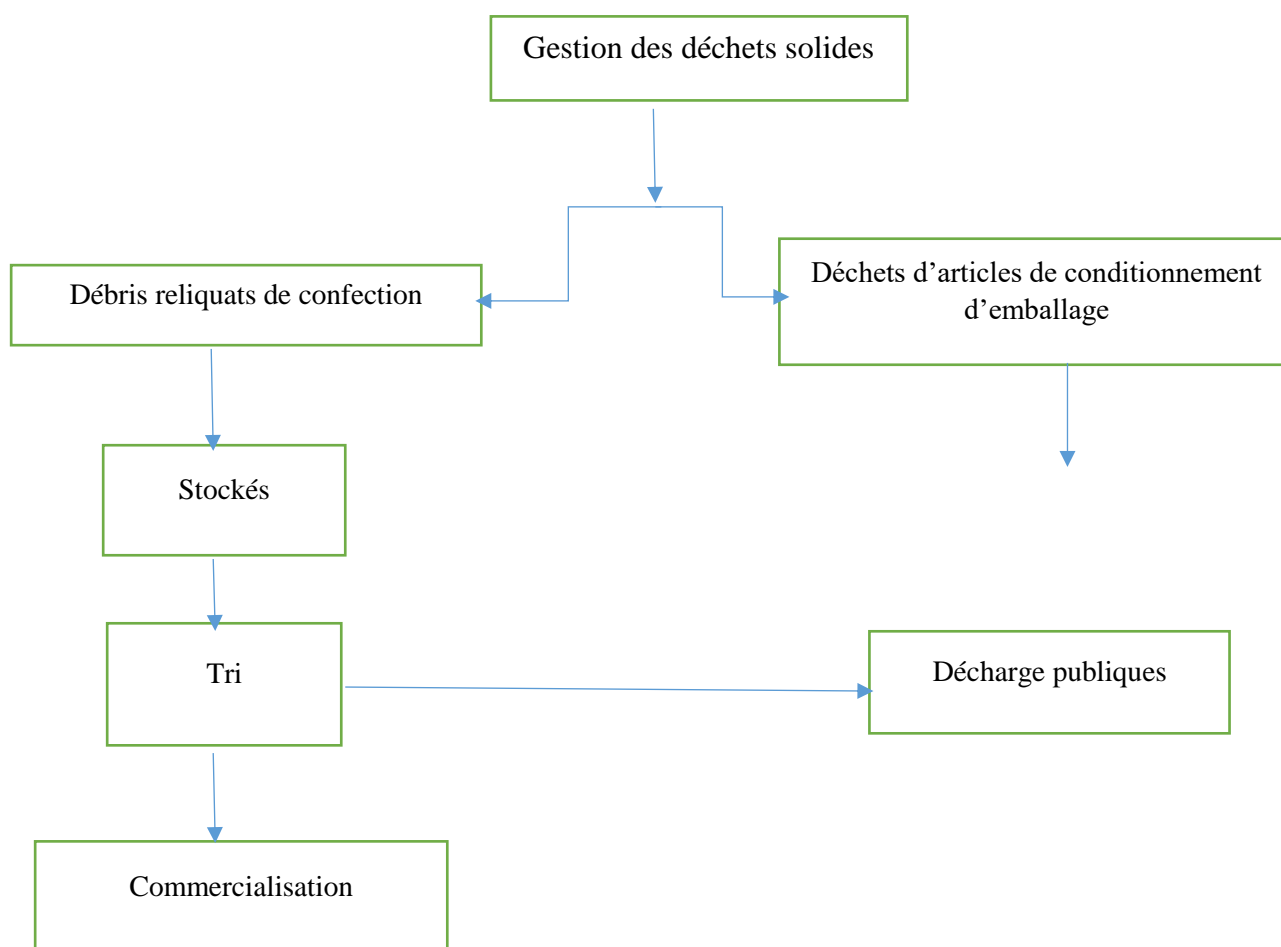 Gestion des déchets solides
Débris reliquats de confection
Déchets d’articles de conditionnement
d’emballage
Stockés
Tri
Décharge publiques
Commercialisation